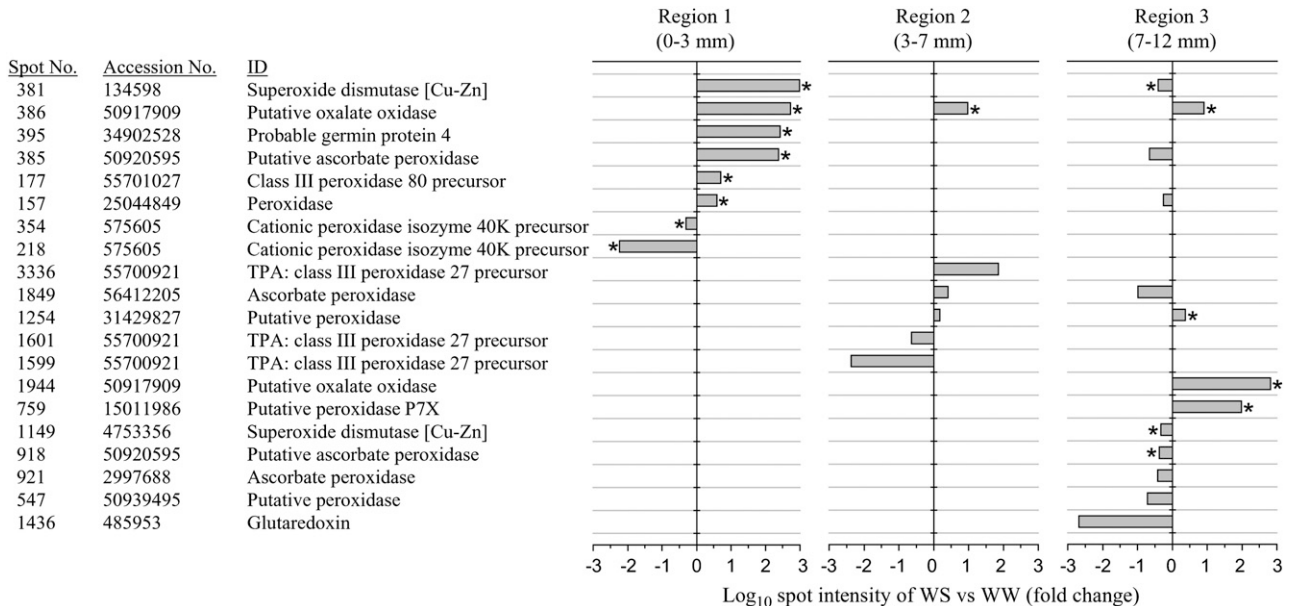 Region 1 Region 2 Region 3
(0-3 mm) (3-7 mm) (7-12 mm)
Spot No. Accession No. ID
381 134598 Superoxide dismutase [Cu-Zn] * *
386 50917909 Putative oxalate oxidase * * *
395 34902528 Probable germin protein 4 *
385 50920595 Putative ascorbate peroxidase *
177 55701027 Class III peroxidase 80 precursor *
157 25044849 Peroxidase *
354 575605 Cationic peroxidase isozyme 40K precursor *
218 575605 Cationic peroxidase isozyme 40K precursor *
3336 55700921 TPA: class III peroxidase 27 precursor
1849 56412205 Ascorbate peroxidase
1254 31429827 Putative peroxidase *
1601 55700921 TPA: class III peroxidase 27 precursor
1599 55700921 TPA: class III peroxidase 27 precursor
1944 50917909 Putative oxalate oxidase *
759 15011986 Putative peroxidase P7X *
1149 4753356 Superoxide dismutase [Cu-Zn] *
918 50920595 Putative ascorbate peroxidase *
921 2997688 Ascorbate peroxidase
547 50939495 Putative peroxidase
1436 485953 Glutaredoxin
-3 -2 -1 0 1 2 3 -3 -2 -1 0 1 2 3 -3 -2 -1 0 1 2 3
Log10 spot intensity of WS vs WW (fold change)